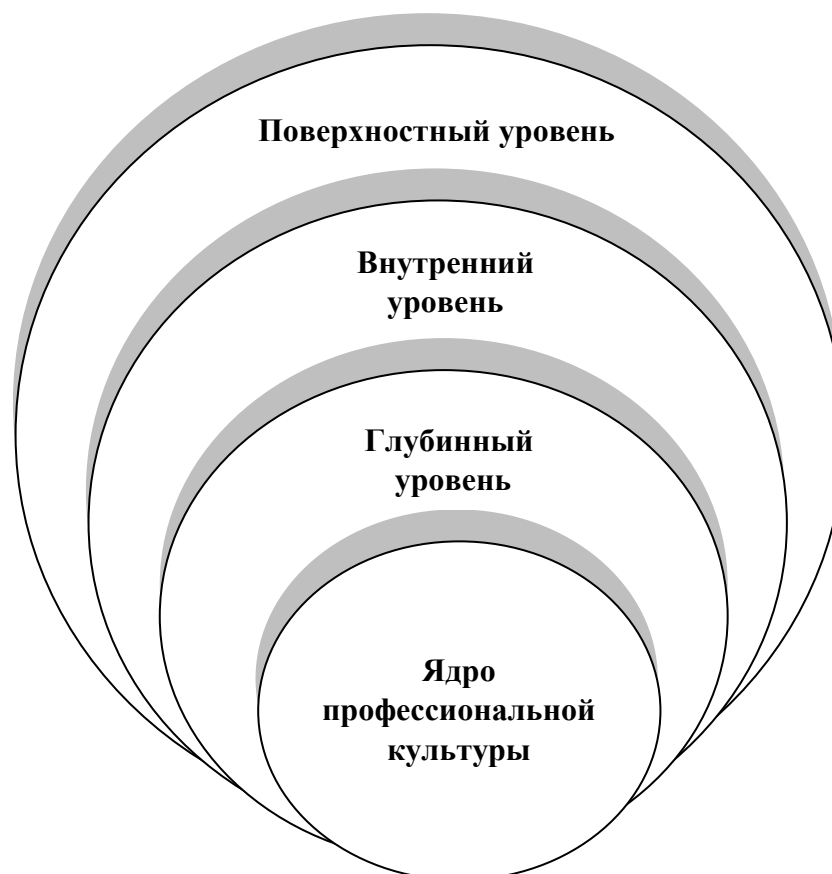 Поверхностный уровень
Внутренний
уровень
Глубинный
уровень
Ядро
профессиональной
культуры